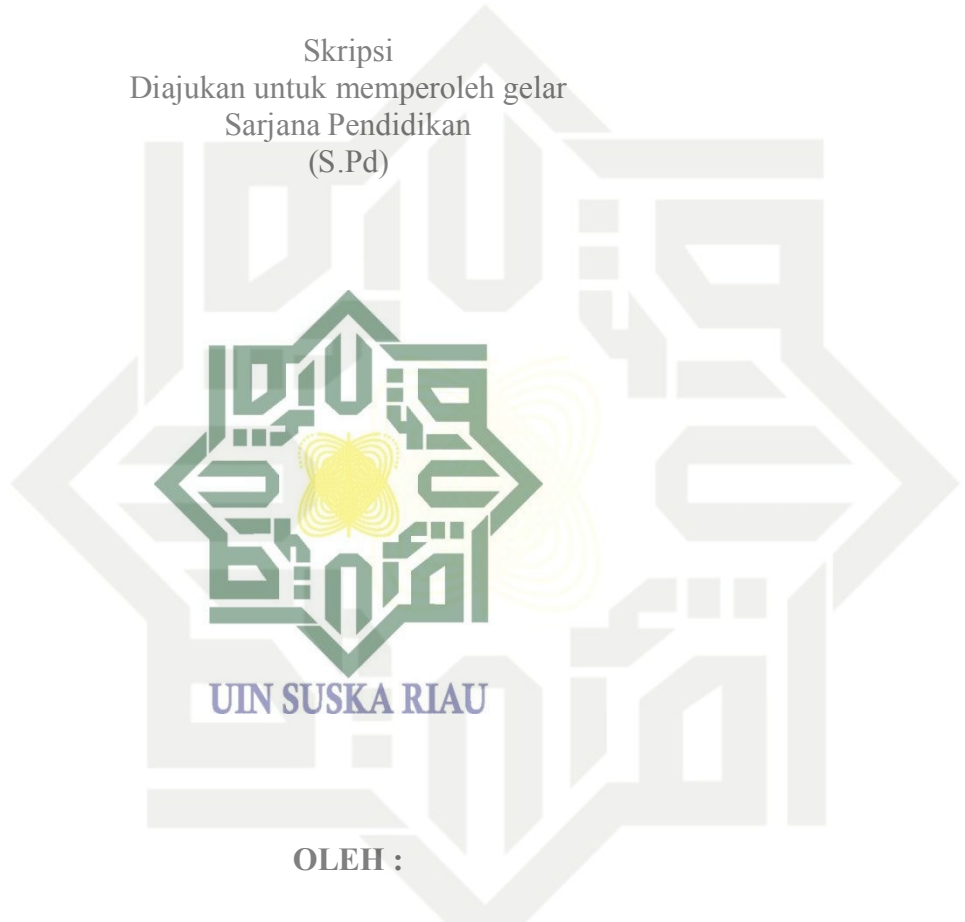 Skripsi
Diajukan untuk memperoleh gelar
Sarjana Pendidikan
(S.Pd)
UIN SUSKA RIAU
OLEH :